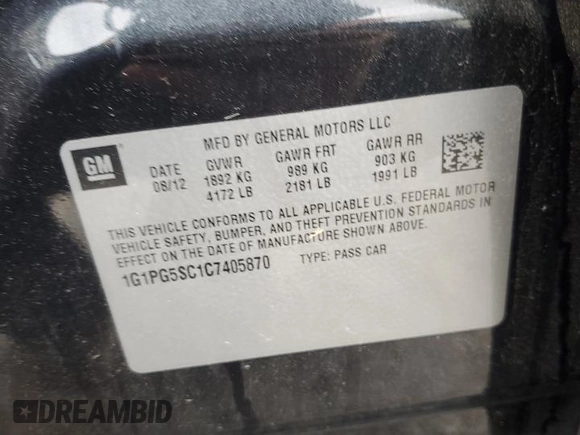 MFD BY GENERAL MOTORS LLC
GM
DATE GVWR GAWR FRT GAWR RR
08/12 1892 KG 989 KG 903 KG
4172 LB 2181 LB 1991 LB
THIS VEHICLE CONFORMS TO ALL APPLICABLE U.S. FEDERAL MOTOR
VEHICLE SAFETY, BUMPER, AND THEFT PREVENTION STANDARDS IN
EFFECT ON THE DATE OF MANUFACTURE SHOWN ABOVE.
1G1PG5SC1C7405870 TYPE: PASS CAR
DREAMBID